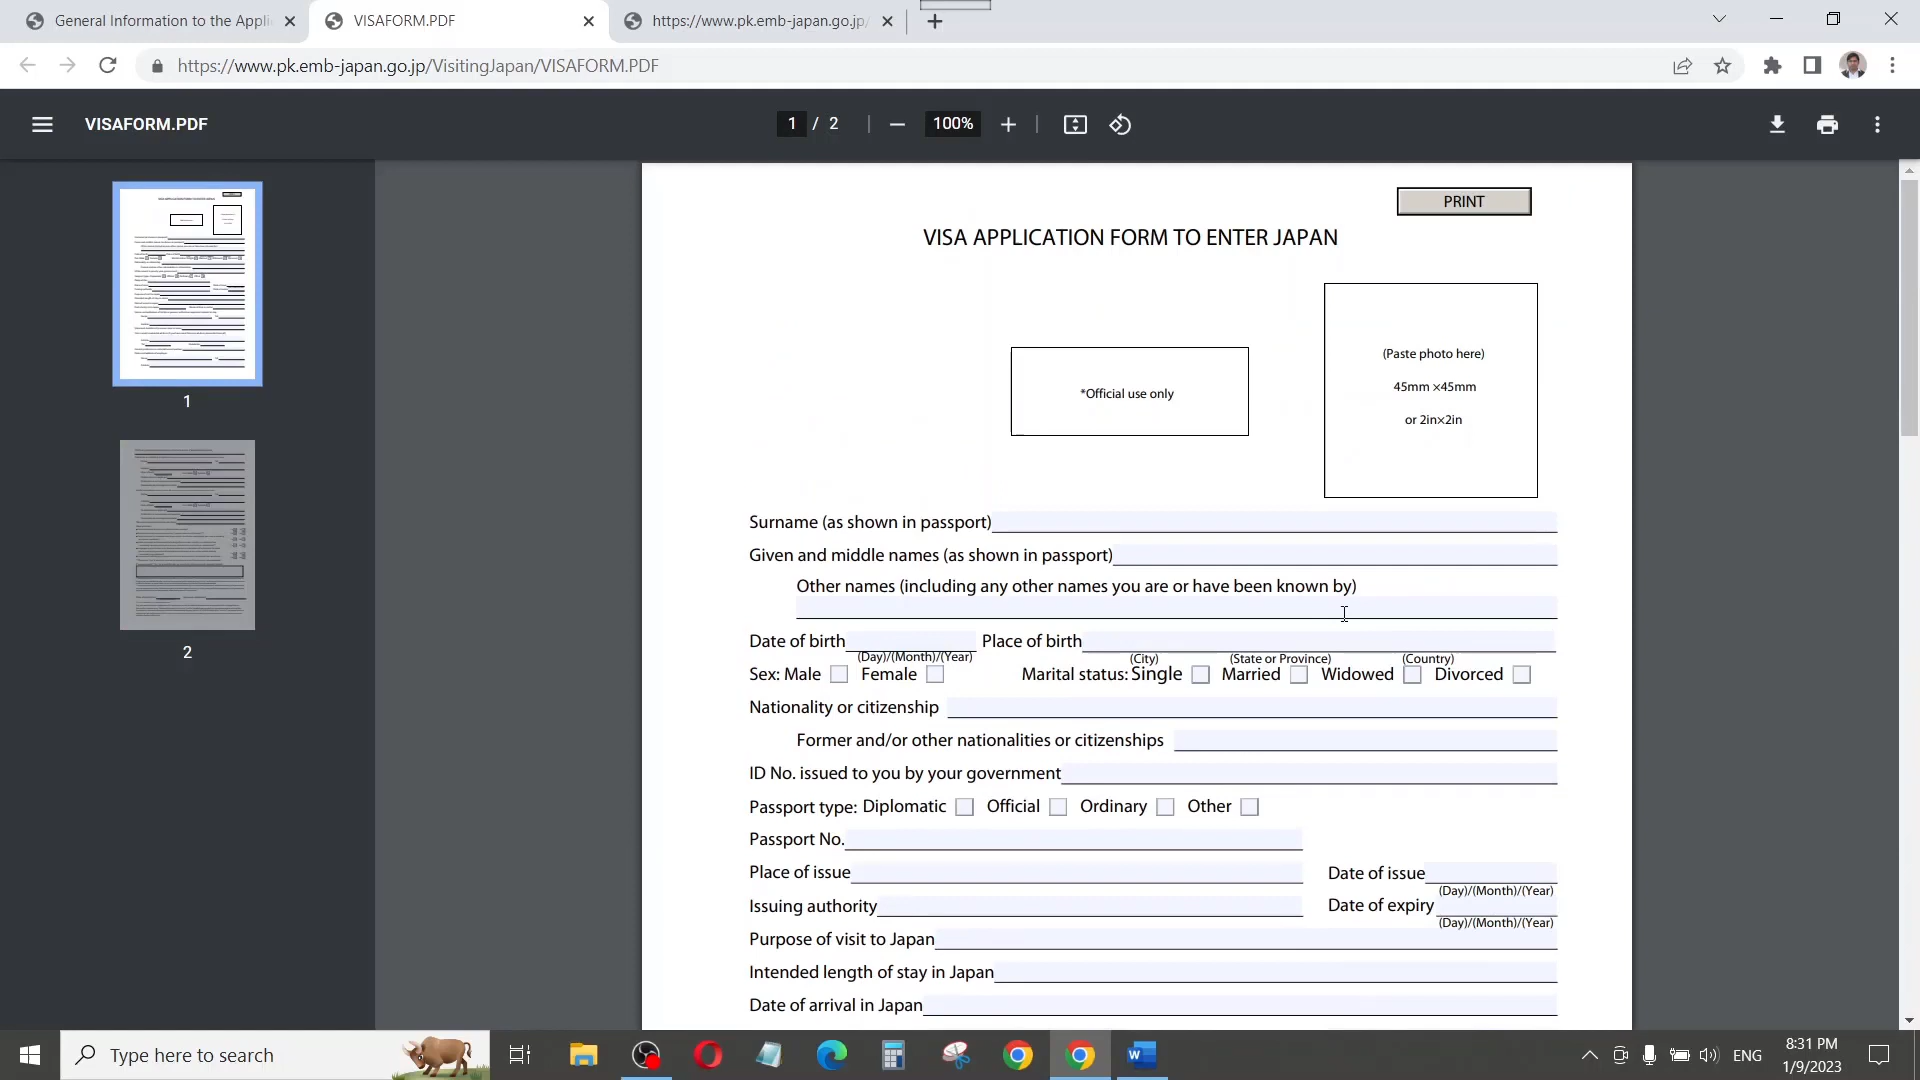 General Information to the Appli
VISAFORM.PDF
https://www.pk.emb-japan.go.jp/
https://www.pk.emb-japan.go.jp/VisitingJapan/VISAFORM.PDF
VISAFORM.PDF
1 / 2
100%
PRINT
VISA APPLICATION FORM TO ENTER JAPAN
(Paste photo here)
45mm ×45mm
or 2in×2in
*Official use only
Surname (as shown in passport)
Given and middle names (as shown in passport)
Other names (including any other names you are or have been known by)
Date of birth Place of birth
(Day)/(Month)/(Year) (City) (State or Province) (Country)
Sex: Male Female Marital status: Single Married Widowed Divorced
Nationality or citizenship
Former and/or other nationalities or citizenships
ID No. issued to you by your government
Passport type: Diplomatic Official Ordinary Other
Passport No.
Place of issue Date of issue
(Day)/(Month)/(Year)
Issuing authority Date of expiry
(Day)/(Month)/(Year)
Purpose of visit to Japan
Intended length of stay in Japan
Date of arrival in Japan
1
2
Type here to search
ENG
8:31 PM
1/9/2023